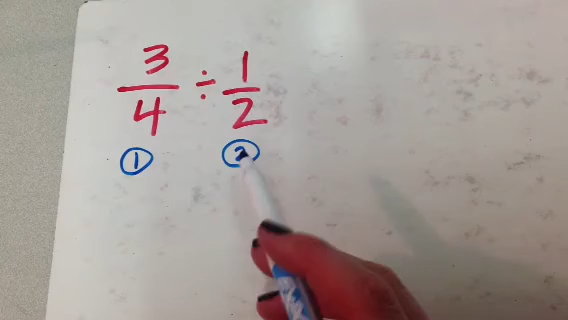 3/4 ÷ 1/2
① ②